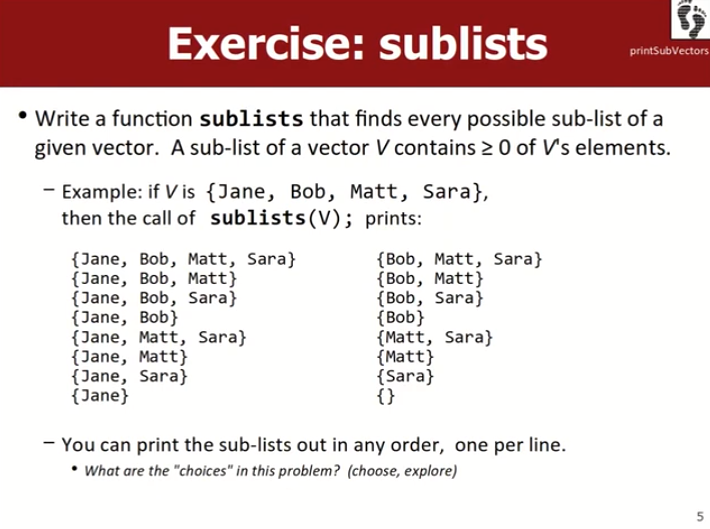 Exercise: sublists
printSubVectors
• Write a function sublists that finds every possible sub-list of a
given vector. A sub-list of a vector V contains ≥ 0 of V's elements.
– Example: if V is {Jane, Bob, Matt, Sara},
then the call of sublists(V); prints:
{Jane, Bob, Matt, Sara}
{Jane, Bob, Matt}
{Jane, Bob, Sara}
{Jane, Bob}
{Jane, Matt, Sara}
{Jane, Matt}
{Jane, Sara}
{Jane}
{Bob, Matt, Sara}
{Bob, Matt}
{Bob, Sara}
{Bob}
{Matt, Sara}
{Matt}
{Sara}
{}
– You can print the sub-lists out in any order, one per line.
• What are the "choices" in this problem? (choose, explore)
5